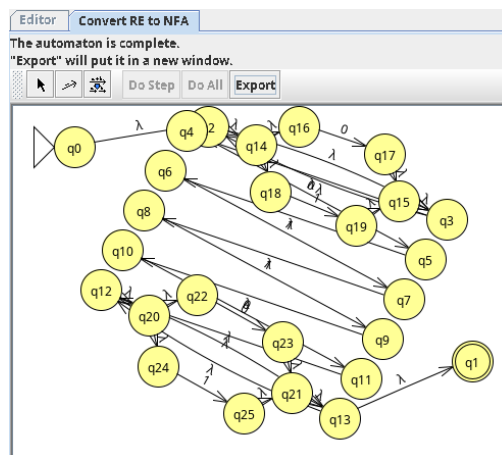 Editor Convert RE to NFA
The automaton is complete.
"Export" will put it in a new window.
Do Step Do All Export
λ q4 2 q16 0
q0 q14 λ q17
q6 λ
q18 q15 λ q3
q8 q19
λ q5
q10
λ q7
q12 q22
q20 q9
q23
q24 λ q11 q1
1 q21 λ
q25 q13